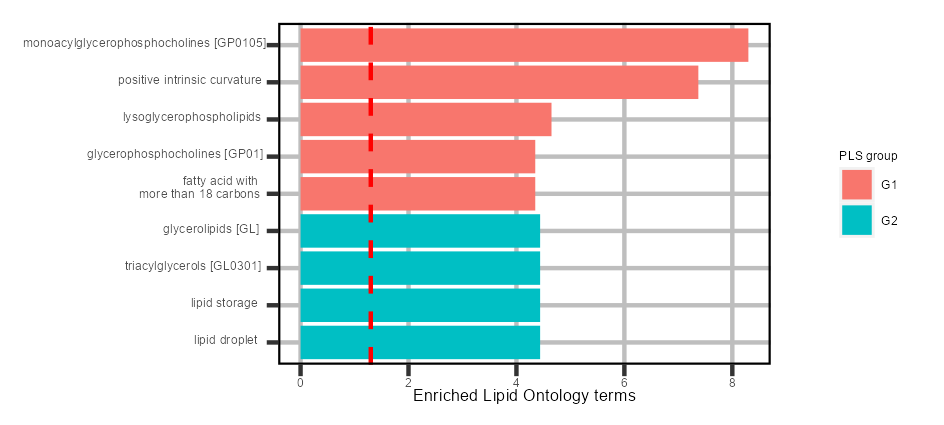 monoacylglycerophosphocholines [GP0105]
positive intrinsic curvature
lysoglycerophospholipids
glycerophosphocholines [GP01]
fatty acid with
more than 18 carbons
glycerolipids [GL]
triacylglycerols [GL0301]
lipid storage
lipid droplet
0 2 4 6 8
Enriched Lipid Ontology terms
PLS group
G1
G2